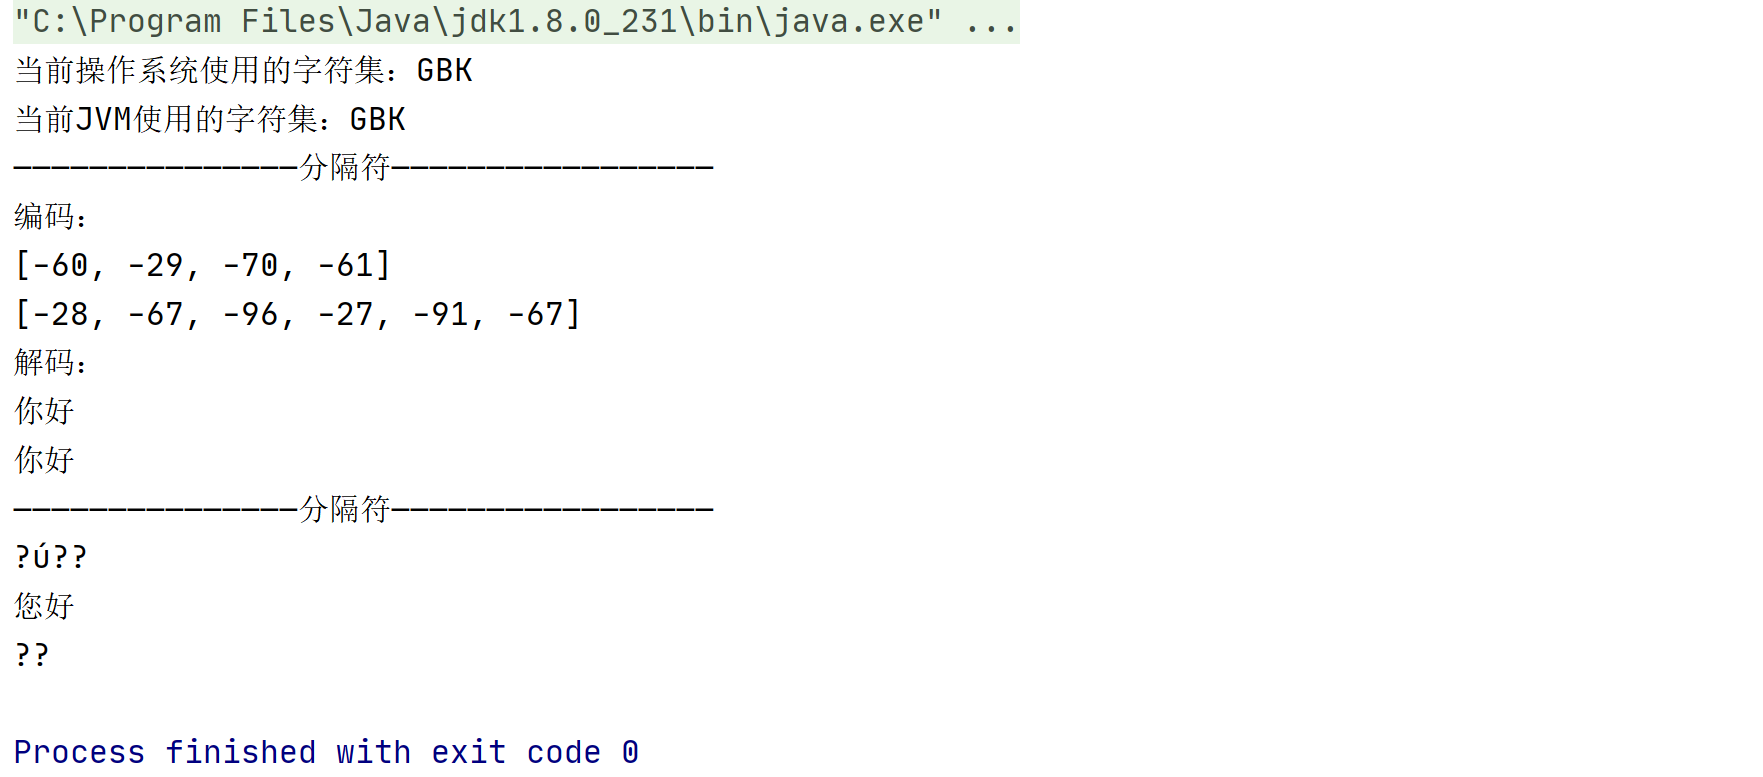 "C:\Program Files\Java\jdk1.8.0_231\bin\java.exe" ...
当前操作系统使用的字符集：GBK
当前JVM使用的字符集：GBK
———————————————分隔符—————————————————
编码：
[-60, -29, -70, -61]
[-28, -67, -96, -27, -91, -67]
解码：
你好
你好
———————————————分隔符—————————————————
?ú??
您好
??
Process finished with exit code 0